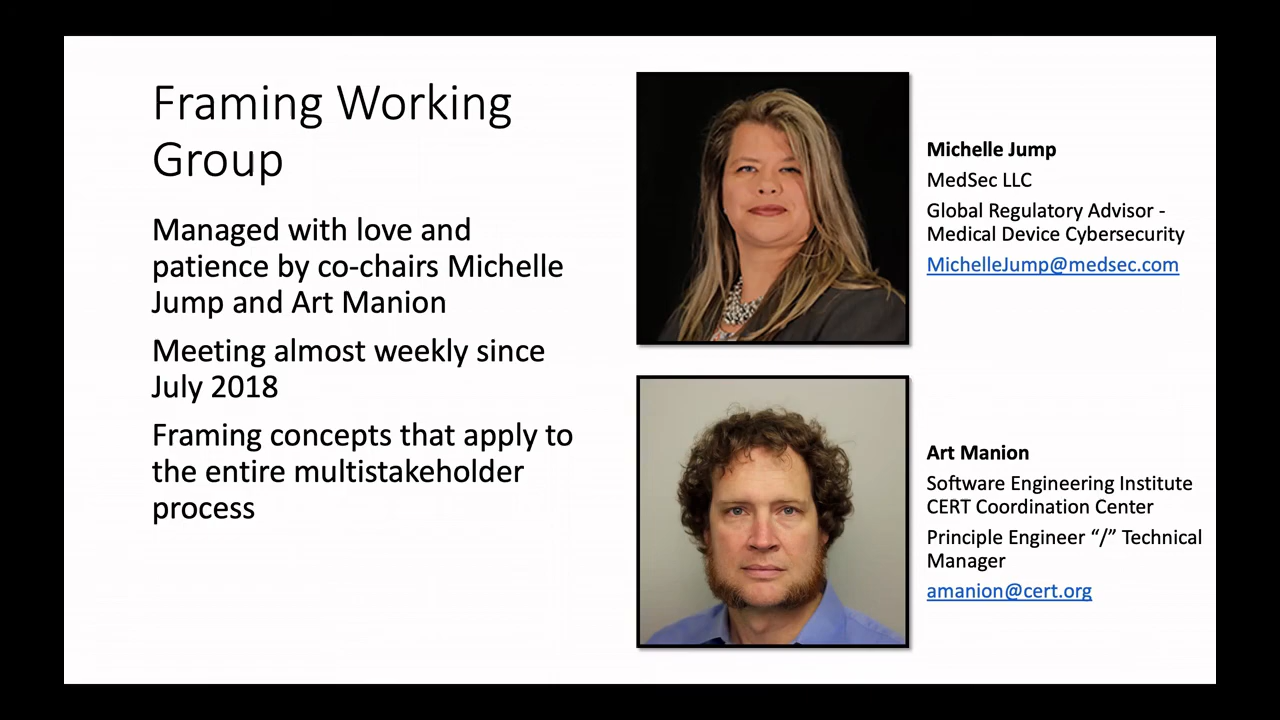 Framing Working
Group
Managed with love and
patience by co-chairs Michelle
Jump and Art Manion
Meeting almost weekly since
July 2018
Framing concepts that apply to
the entire multistakeholder
process
Michelle Jump
MedSec LLC
Global Regulatory Advisor -
Medical Device Cybersecurity
MichelleJump@medsec.com
Art Manion
Software Engineering Institute
CERT Coordination Center
Principle Engineer “/” Technical
Manager
amanion@cert.org